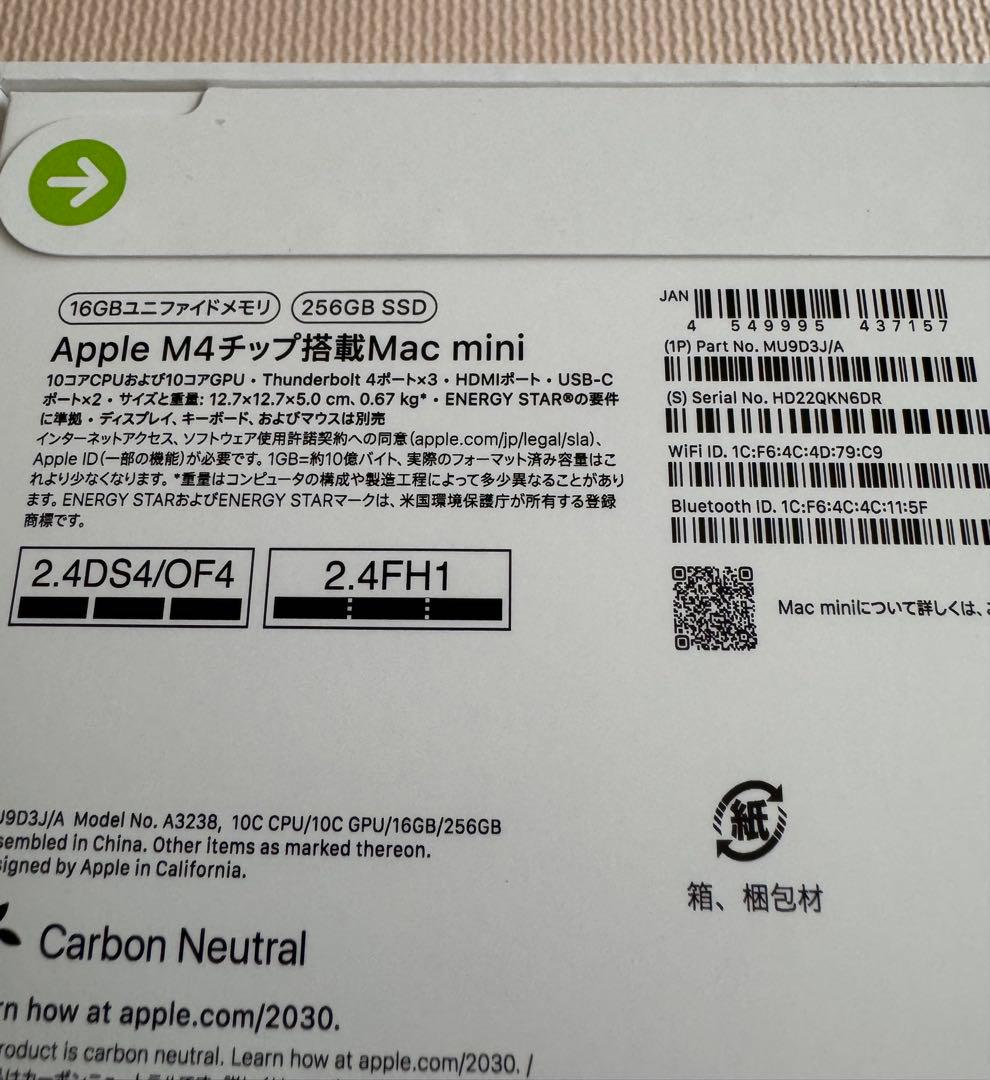 16GBユニファイドメモリ 256GB SSD
Apple M4チップ搭載Mac mini
10コアCPUおよび10コアGPU・Thunderbolt 4ポート×3・HDMIポート・USB-C
ポート×2・サイズと重量: 12.7×12.7×5.0 cm、0.67 kg*・ENERGY STAR®の要件
に準拠・ディスプレイ、キーボード、およびマウスは別売
インターネットアクセス、ソフトウェア使用許諾契約への同意(apple.com/jp/legal/sla)、
Apple ID(一部の機能)が必要です。1GB=約10億バイト、実際のフォーマット済み容量はこ
れより少なくなります。*重量はコンピュータの構成や製造工程によって多少異なることがあり
ます。ENERGY STARおよびENERGY STARマークは、米国環境保護庁が所有する登録
商標です。
2.4DS4/OF4 2.4FH1
JAN
4 549995 437157
(1P) Part No. MU9D3J/A
(S) Serial No. HD22QKN6DR
WiFi ID. 1C:F6:4C:4D:79:C9
Bluetooth ID. 1C:F6:4C:4C:11:5F
Mac miniについて詳しくは、
U9D3J/A Model No. A3238, 10C CPU/10C GPU/16GB/256GB
sembled in China. Other items as marked thereon.
signed by Apple in California.
紙
箱、梱包材
Carbon Neutral
rn how at apple.com/2030.
roduct is carbon neutral. Learn how at apple.com/2030. /